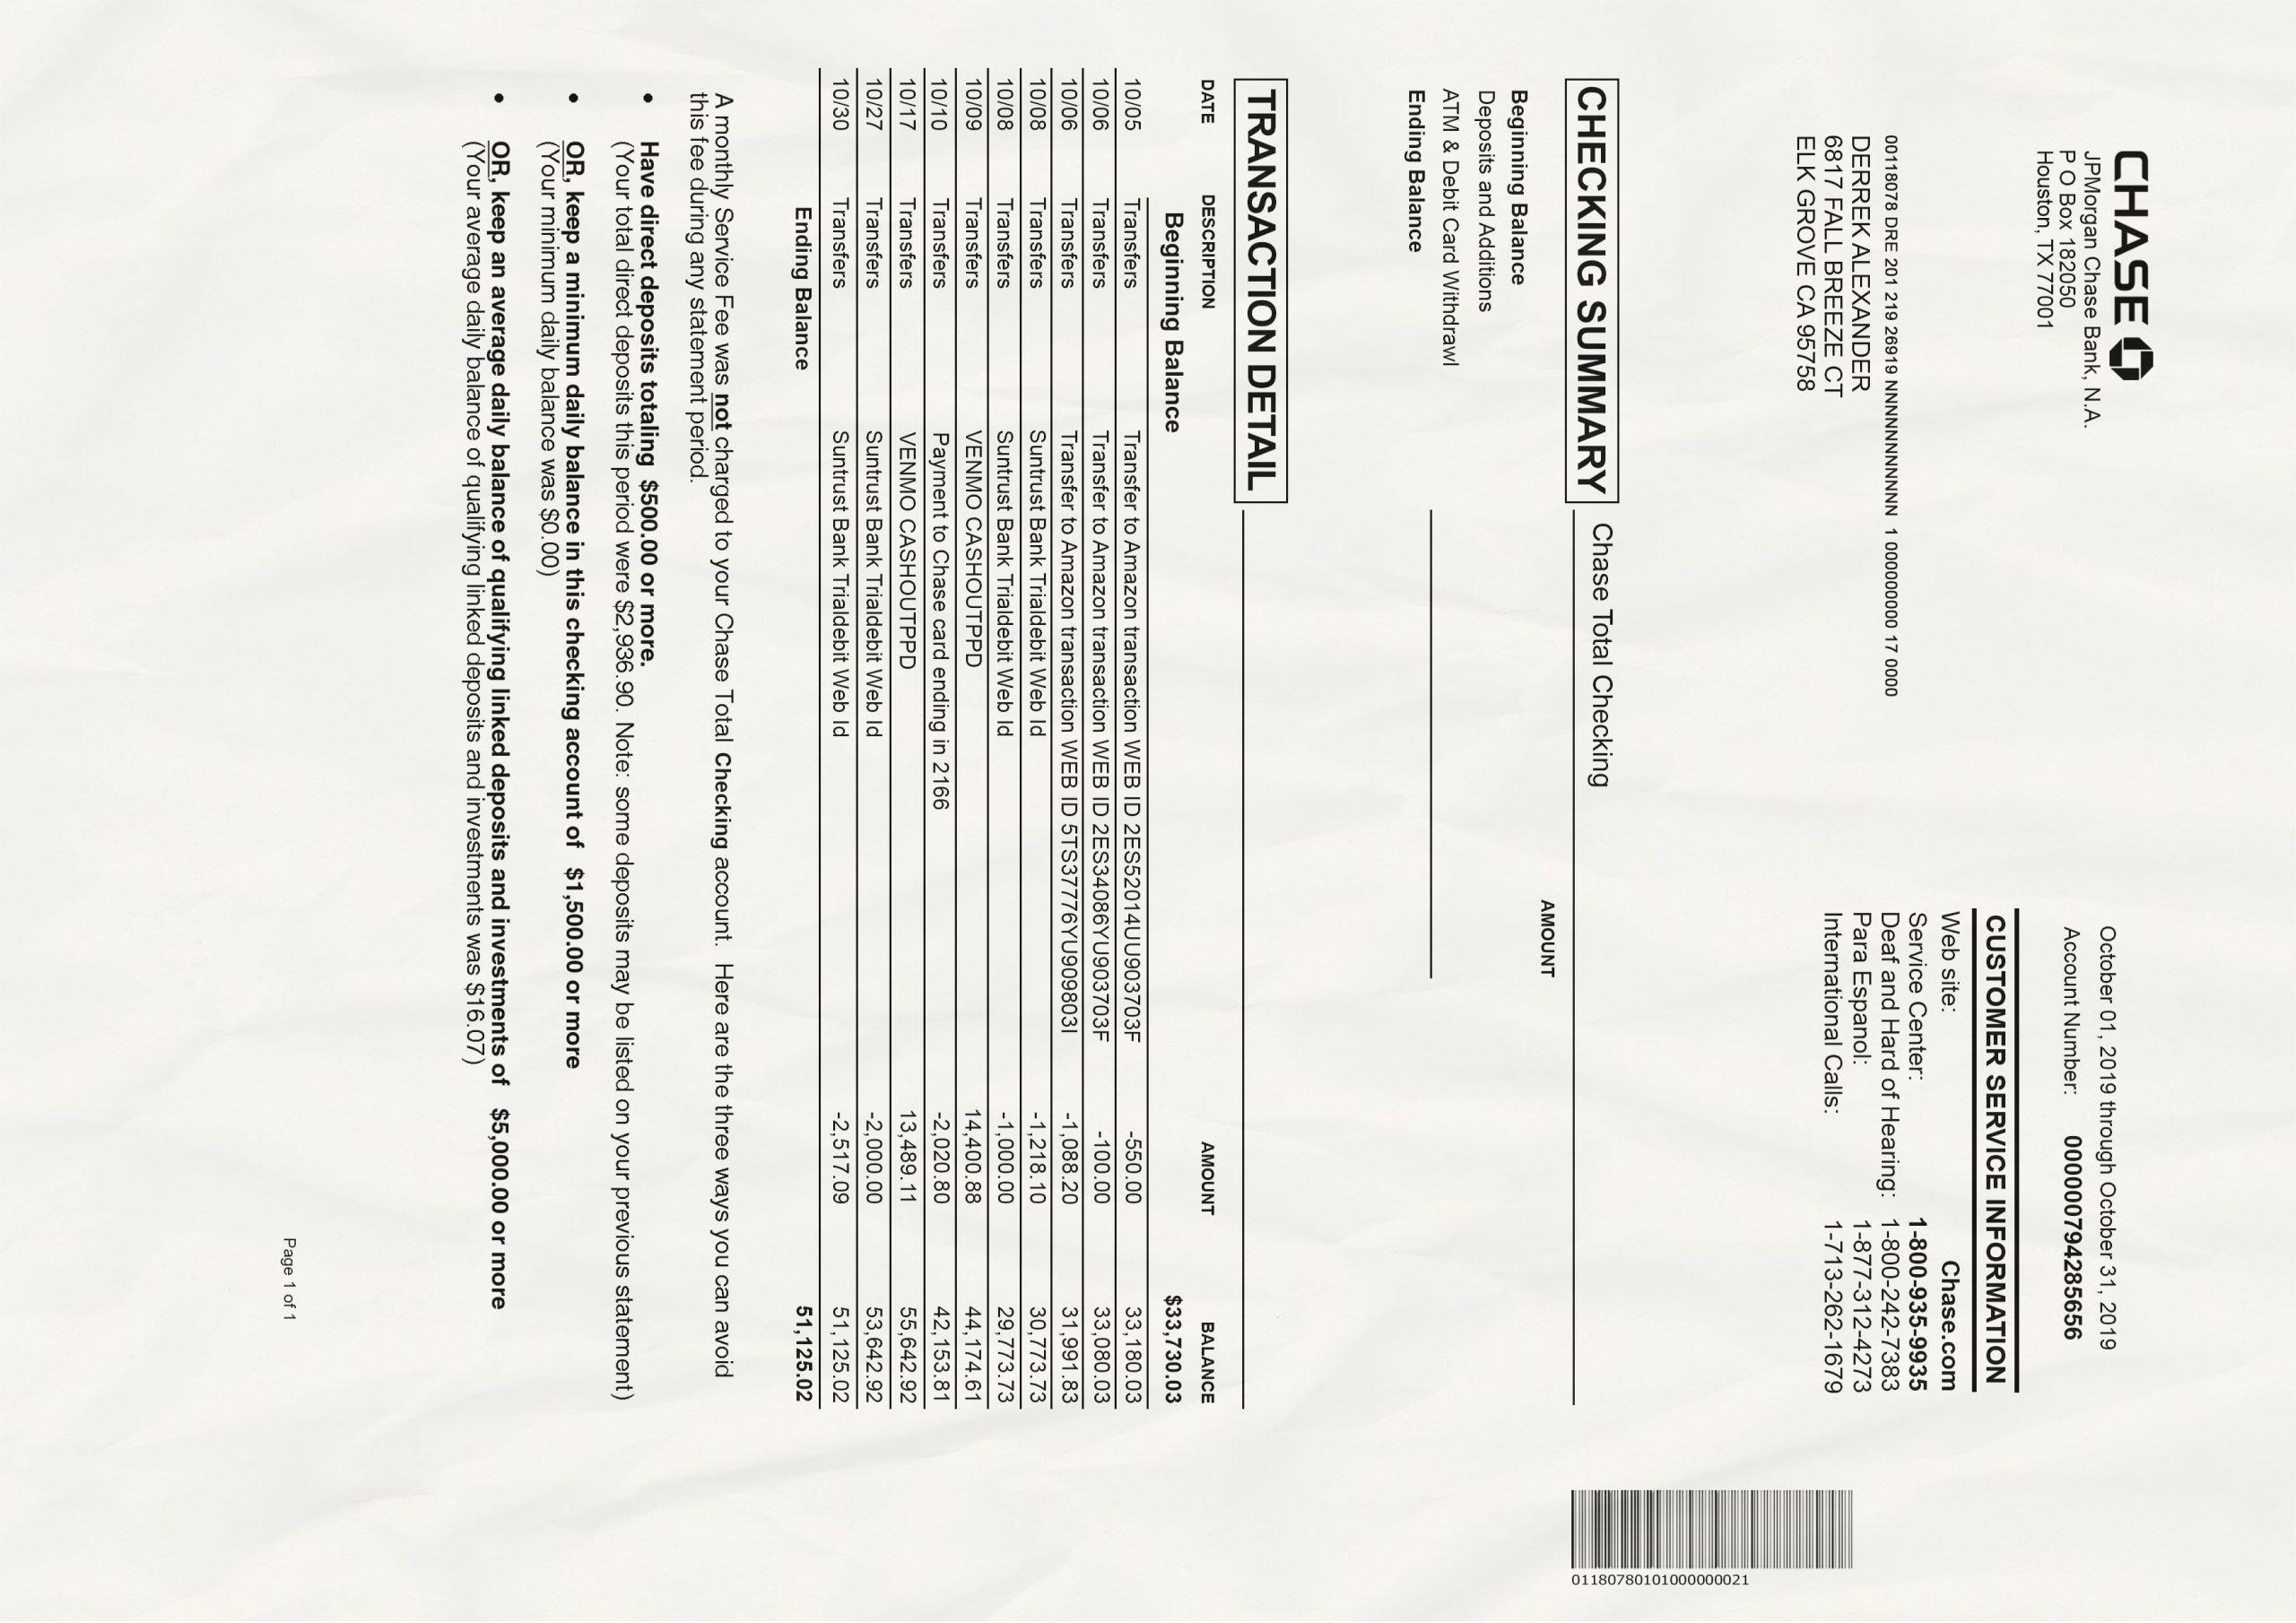 CHASE
JPMorgan Chase Bank, N.A.
P O Box 182050
Houston, TX 77001
October 01, 2019 through October 31, 2019
Account Number: 000000794285656
CUSTOMER SERVICE INFORMATION
Web site: Chase.com
Service Center: 1-800-935-9935
Deaf and Hard of Hearing: 1-800-242-7383
Para Espanol: 1-877-312-4273
International Calls: 1-713-262-1679
00118078 DRE 201 219 26919 NNNNNNNNNNN 1 000000000 17 0000
DERREK ALEXANDER
6817 FALL BREEZE CT
ELK GROVE CA 95758
01180780101000000021
CHECKING SUMMARY Chase Total Checking
AMOUNT
Beginning Balance
Deposits and Additions
ATM & Debit Card Withdrawl
Ending Balance
TRANSACTION DETAIL
DATE DESCRIPTION AMOUNT BALANCE
Beginning Balance $33,730.03
10/05 Transfers Transfer to Amazon transaction WEB ID 2ES52014UU903703F -550.00 33,180.03
10/06 Transfers Transfer to Amazon transaction WEB ID 2ES34086YU903703F -100.00 33,080.03
10/06 Transfers Transfer to Amazon transaction WEB ID 5TS37776YU909803I -1,088.20 31,991.83
10/08 Transfers Suntrust Bank Trialdebit Web Id -1,218.10 30,773.73
10/08 Transfers Suntrust Bank Trialdebit Web Id -1,000.00 29,773.73
10/09 Transfers VENMO CASHOUTPPD 14,400.88 44,174.61
10/10 Transfers Payment to Chase card ending in 2166 -2,020.80 42,153.81
10/17 Transfers VENMO CASHOUTPPD 13,489.11 55,642.92
10/27 Transfers Suntrust Bank Trialdebit Web Id -2,000.00 53,642.92
10/30 Transfers Suntrust Bank Trialdebit Web Id -2,517.09 51,125.02
Ending Balance 51,125.02
A monthly Service Fee was not charged to your Chase Total Checking account. Here are the three ways you can avoid
this fee during any statement period.
• Have direct deposits totaling $500.00 or more.
(Your total direct deposits this period were $2,936.90. Note: some deposits may be listed on your previous statement)
• OR, keep a minimum daily balance in this checking account of $1,500.00 or more
(Your minimum daily balance was $0.00)
• OR, keep an average daily balance of qualifying linked deposits and investments of $5,000.00 or more
(Your average daily balance of qualifying linked deposits and investments was $16.07)
Page 1 of 1